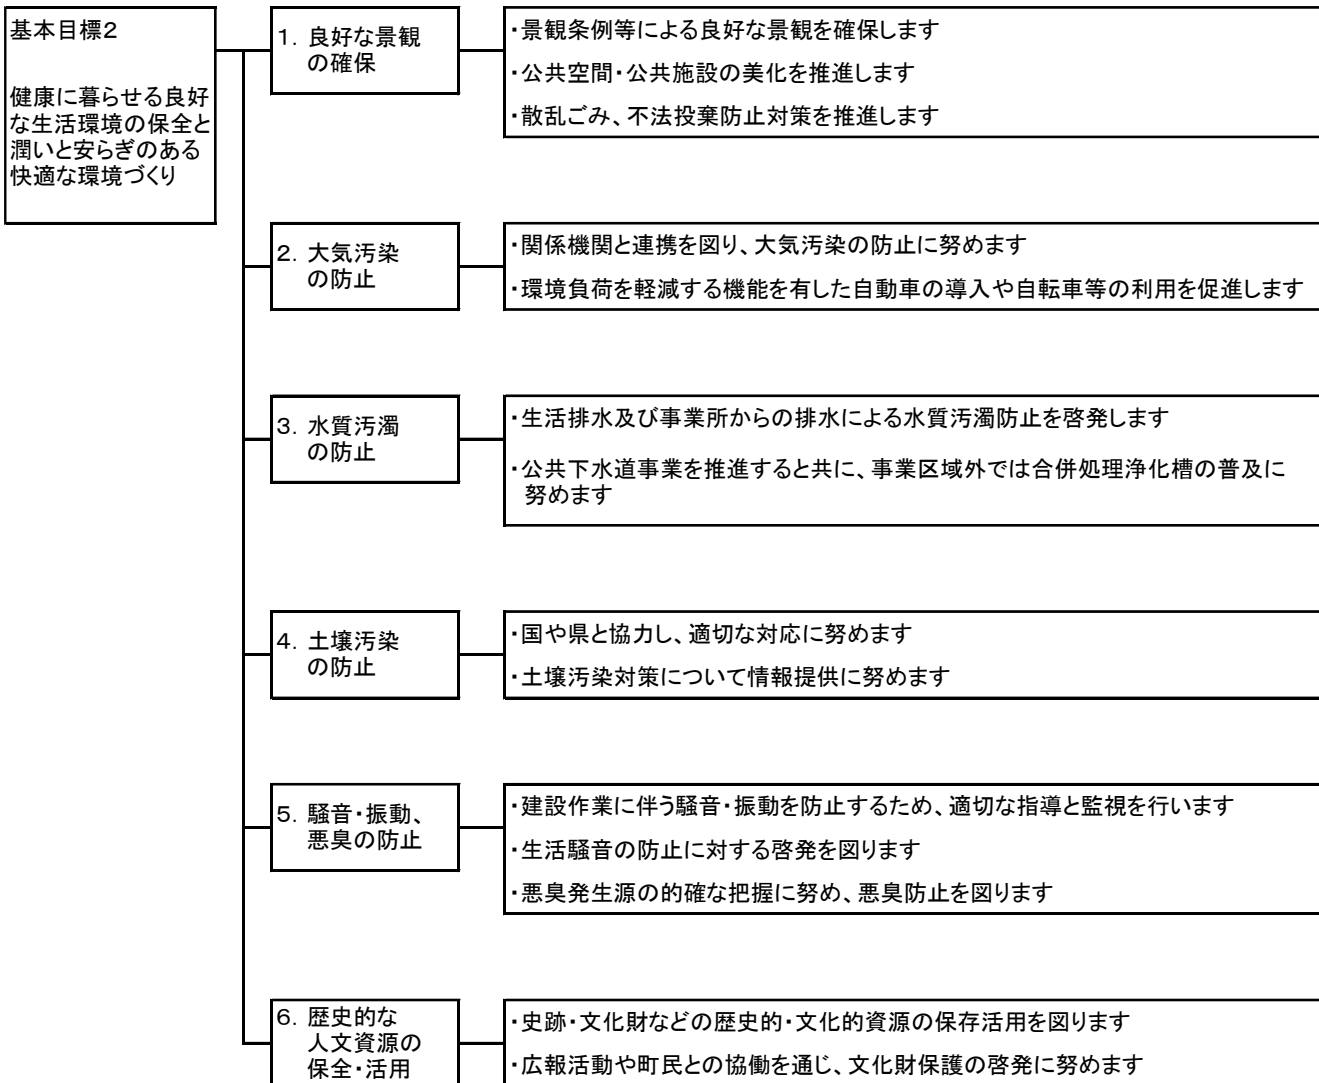 基本目標2
健康に暮らせる良好
な生活環境の保全と
潤いと安らぎのある
快適な環境づくり
1. 良好な景観
の確保
・景観条例等による良好な景観を確保します
・公共空間・公共施設の美化を推進します
・散乱ごみ、不法投棄防止対策を推進します
2. 大気汚染
の防止
・関係機関と連携を図り、大気汚染の防止に努めます
・環境負荷を軽減する機能を有した自動車の導入や自転車等の利用を促進します
3. 水質汚濁
の防止
・生活排水及び事業所からの排水による水質汚濁防止を啓発します
・公共下水道事業を推進すると共に、事業区域外では合併処理浄化槽の普及に
努めます
4. 土壌汚染
の防止
・国や県と協力し、適切な対応に努めます
・土壌汚染対策について情報提供に努めます
5. 騒音・振動、
悪臭の防止
・建設作業に伴う騒音・振動を防止するため、適切な指導と監視を行います
・生活騒音の防止に対する啓発を図ります
・悪臭発生源の的確な把握に努め、悪臭防止を図ります
6. 歴史的な
人文資源の
保全・活用
・史跡・文化財などの歴史的・文化的資源の保存活用を図ります
・広報活動や町民との協働を通じ、文化財保護の啓発に努めます